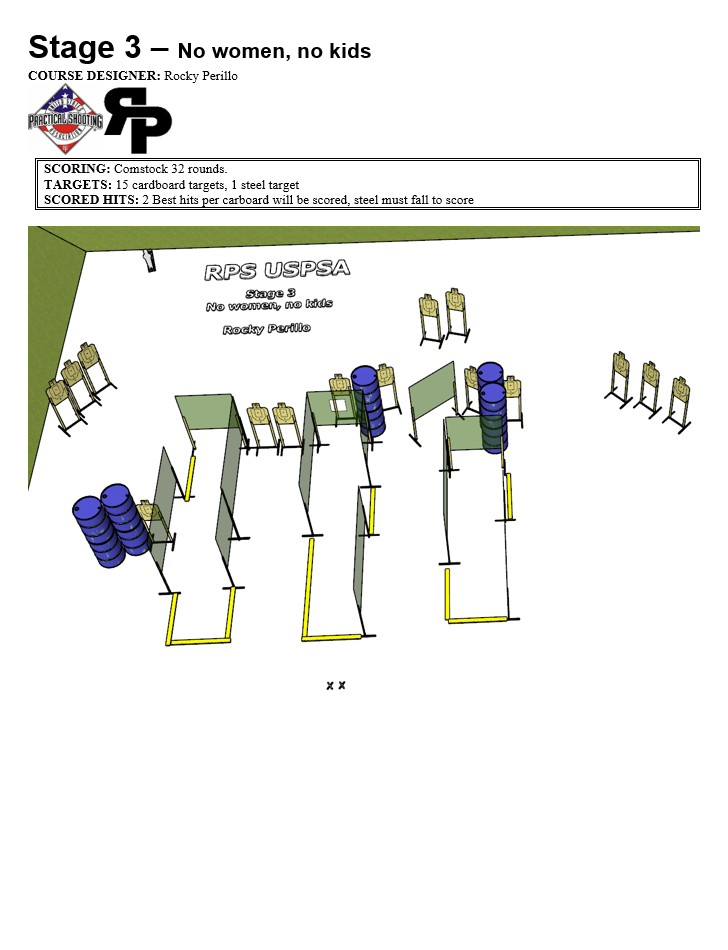 Stage 3 – No women, no kids
COURSE DESIGNER: Rocky Perillo
PRACTICAL SHOOTING
ASSOCIATION
RP
SCORING: Comstock 32 rounds.
TARGETS: 15 cardboard targets, 1 steel target
SCORED HITS: 2 Best hits per carboard will be scored, steel must fall to score
RPS USPSA
Stage 3
No women, no kids
Rocky Perillo
X X